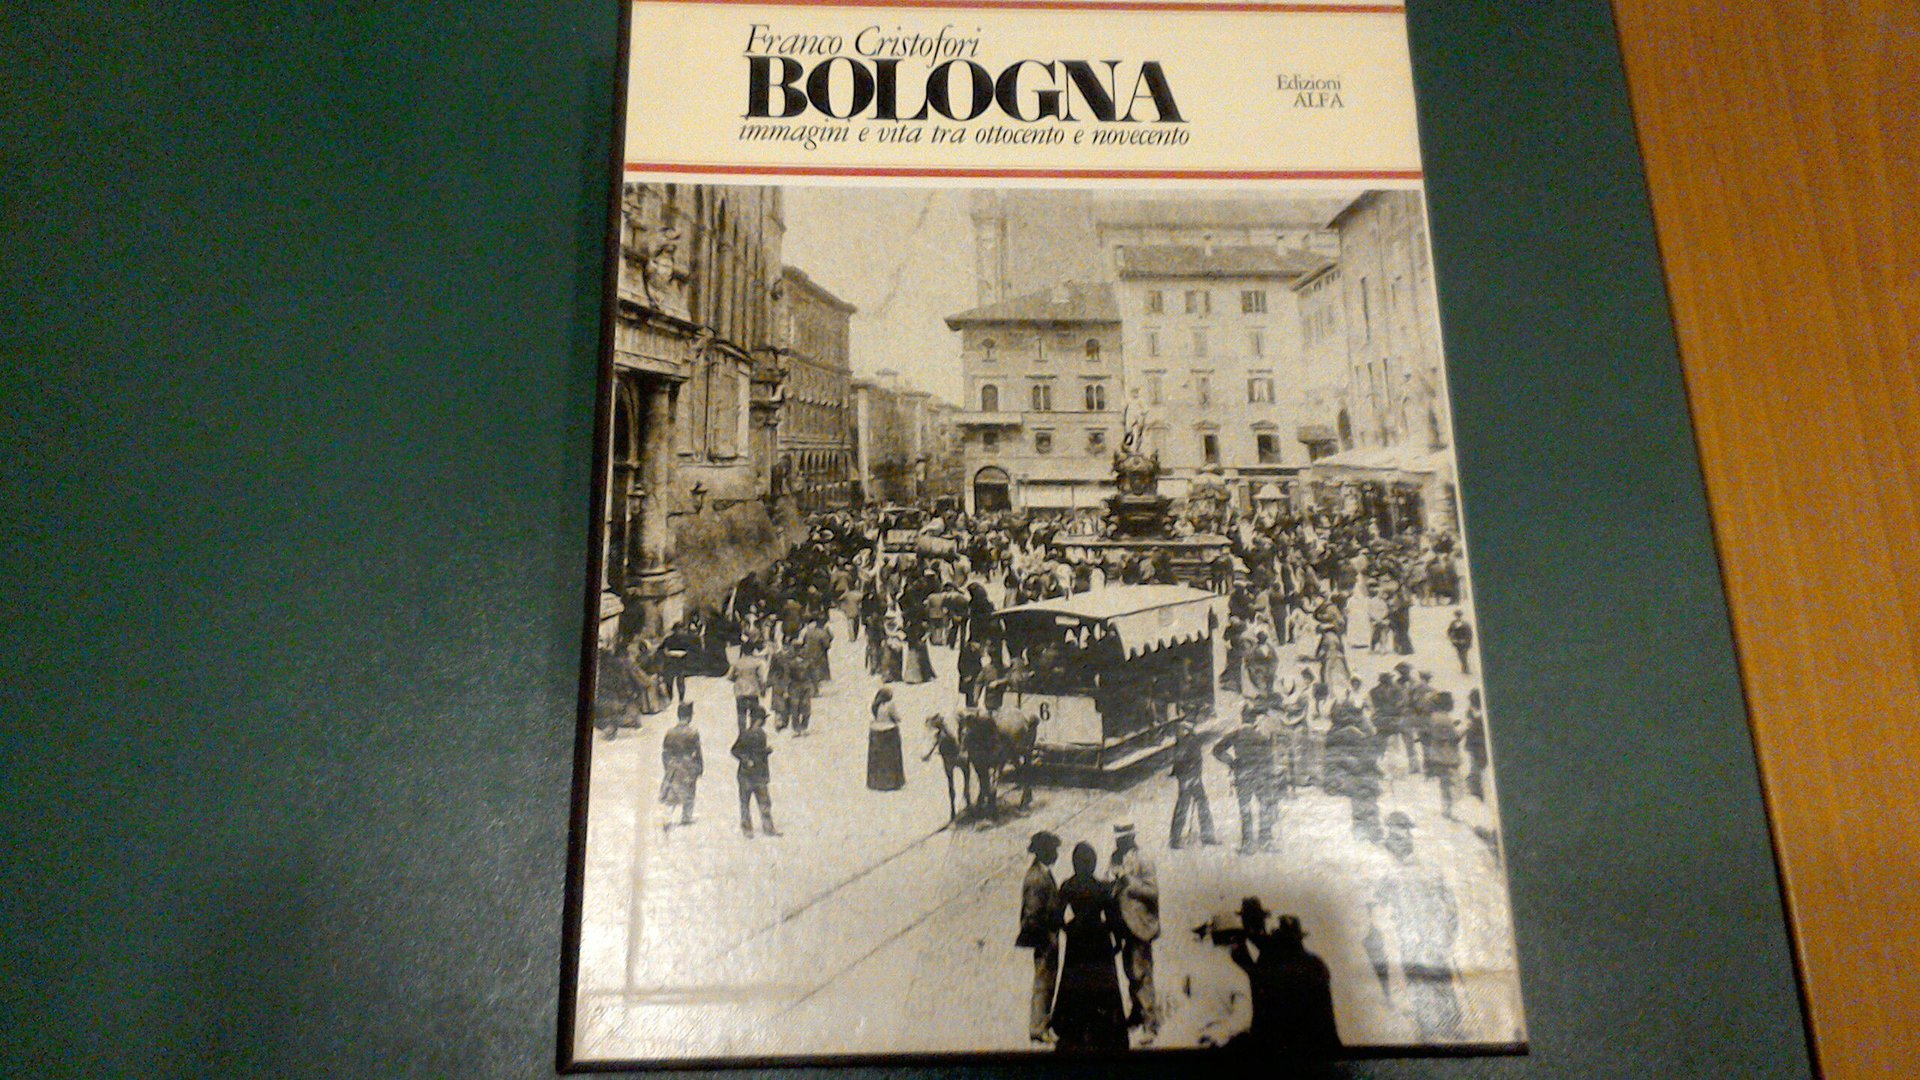 Franco Cristofori
BOLOGNA
immagini e vita tra ottocento e novecento
Edizioni
ALFA
6